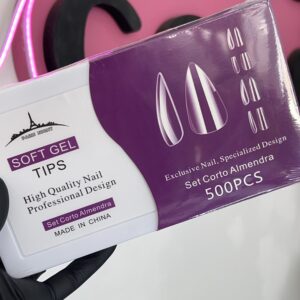 SOFT GEL
TIPS
High Quality Nail
Professional Design
Set Corto Almendra
MADE IN CHINA
Exclusive Nail, Specialized Design
Set Corto Almendra
500PCS